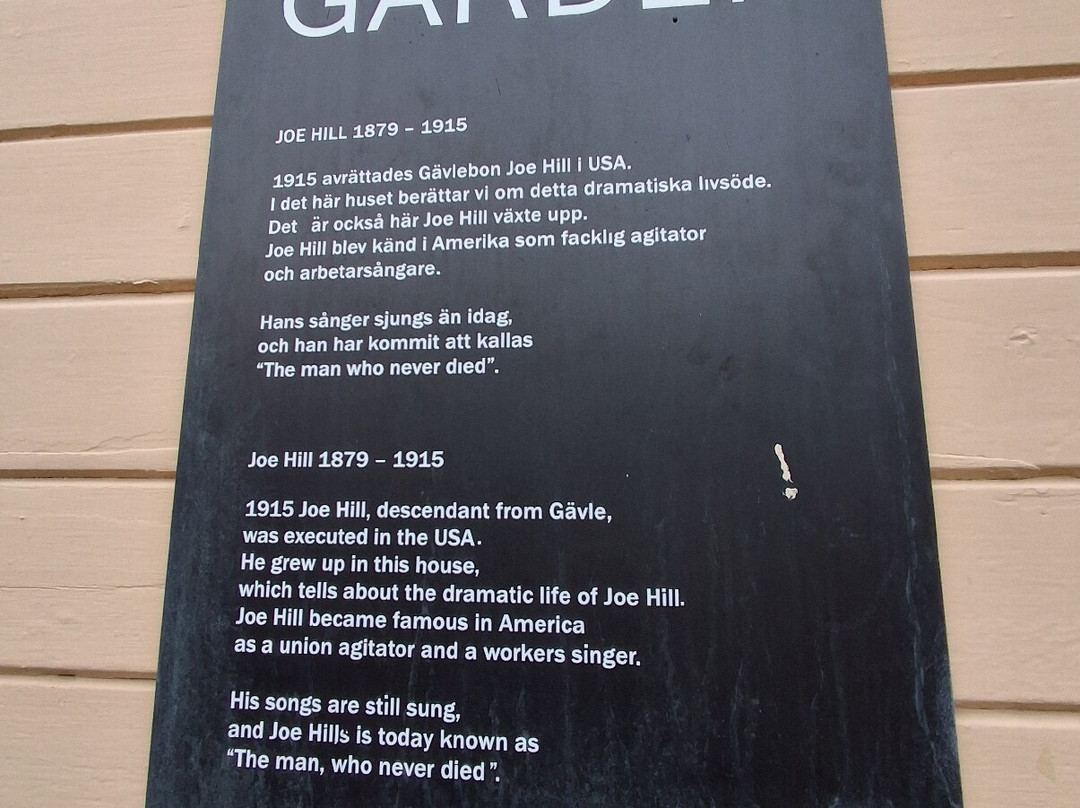 JOE HILL 1879 – 1915
1915 avrättades Gävlebon Joe Hill i USA.
I det här huset berättar vi om detta dramatiska livsöde.
Det är också här Joe Hill växte upp.
Joe Hill blev känd i Amerika som facklig agitator
och arbetarsångare.
Hans sånger sjungs än idag,
och han har kommit att kallas
“The man who never died”.
Joe Hill 1879 – 1915
1915 Joe Hill, descendant from Gävle,
was executed in the USA.
He grew up in this house,
which tells about the dramatic life of Joe Hill.
Joe Hill became famous in America
as a union agitator and a workers singer.
His songs are still sung,
and Joe Hills is today known as
“The man, who never died ”.